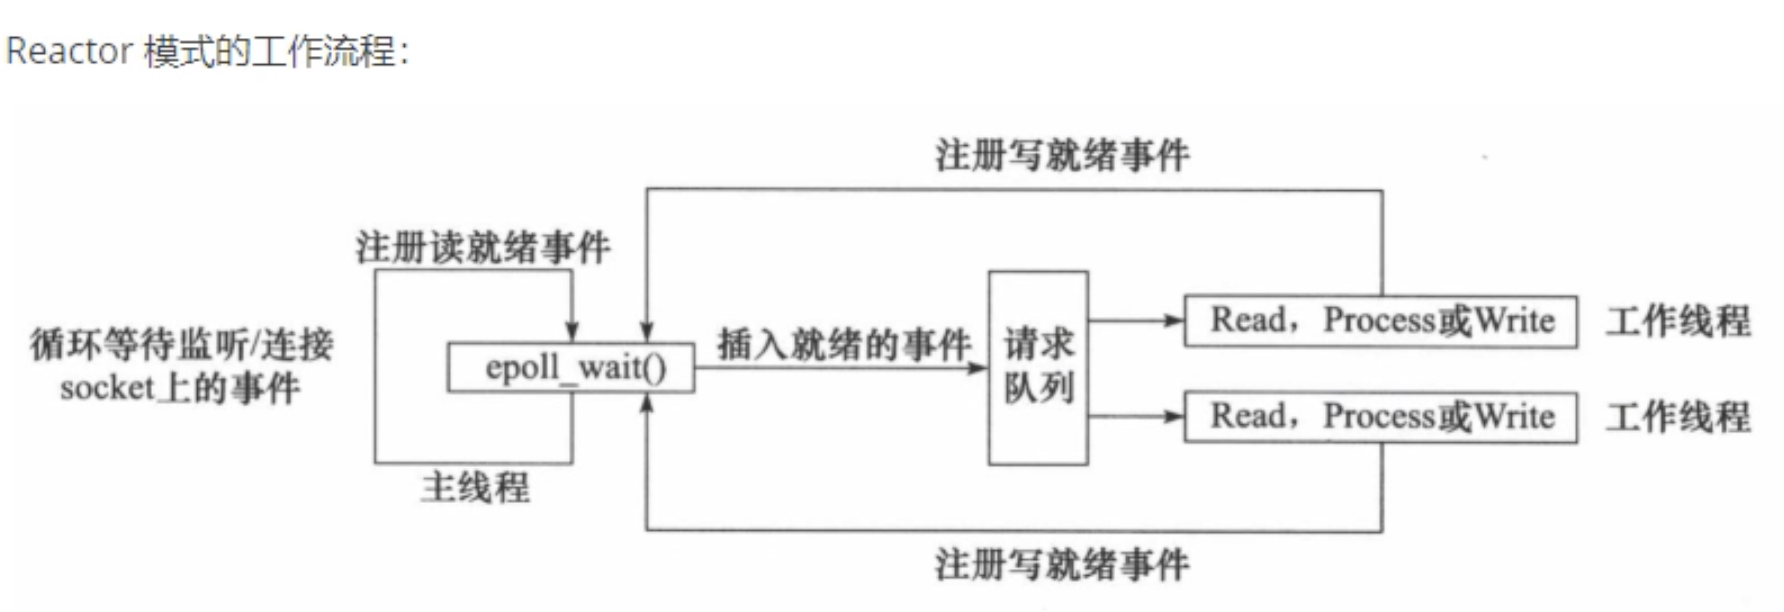 Reactor 模式的工作流程：
注册写就绪事件
注册读就绪事件
循环等待监听/连接
socket上的事件
epoll_wait()
主线程
插入就绪的事件
请求
队列
Read，Process或Write
工作线程
Read，Process或Write
工作线程
注册写就绪事件